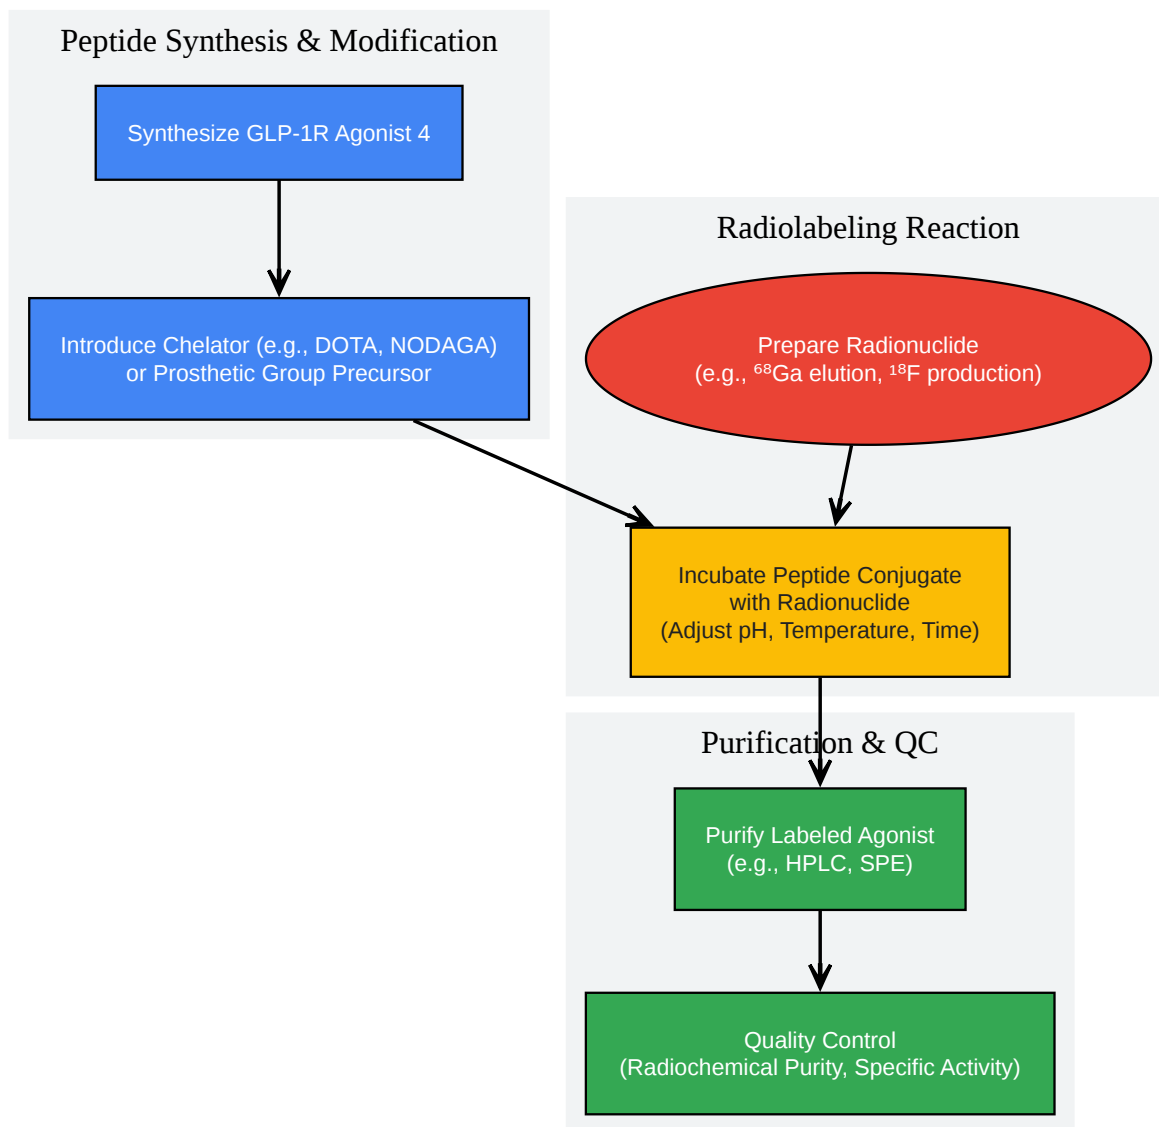 Peptide Synthesis & Modification
Synthesize GLP-1R Agonist 4
Introduce Chelator (e.g., DOTA, NODAGA)
or Prosthetic Group Precursor
Radiolabeling Reaction
Prepare Radionuclide
(e.g., ⁶⁸Ga elution, ¹⁸F production)
Incubate Peptide Conjugate
with Radionuclide
(Adjust pH, Temperature, Time)
Purification & QC
Purify Labeled Agonist
(e.g., HPLC, SPE)
Quality Control
(Radiochemical Purity, Specific Activity)